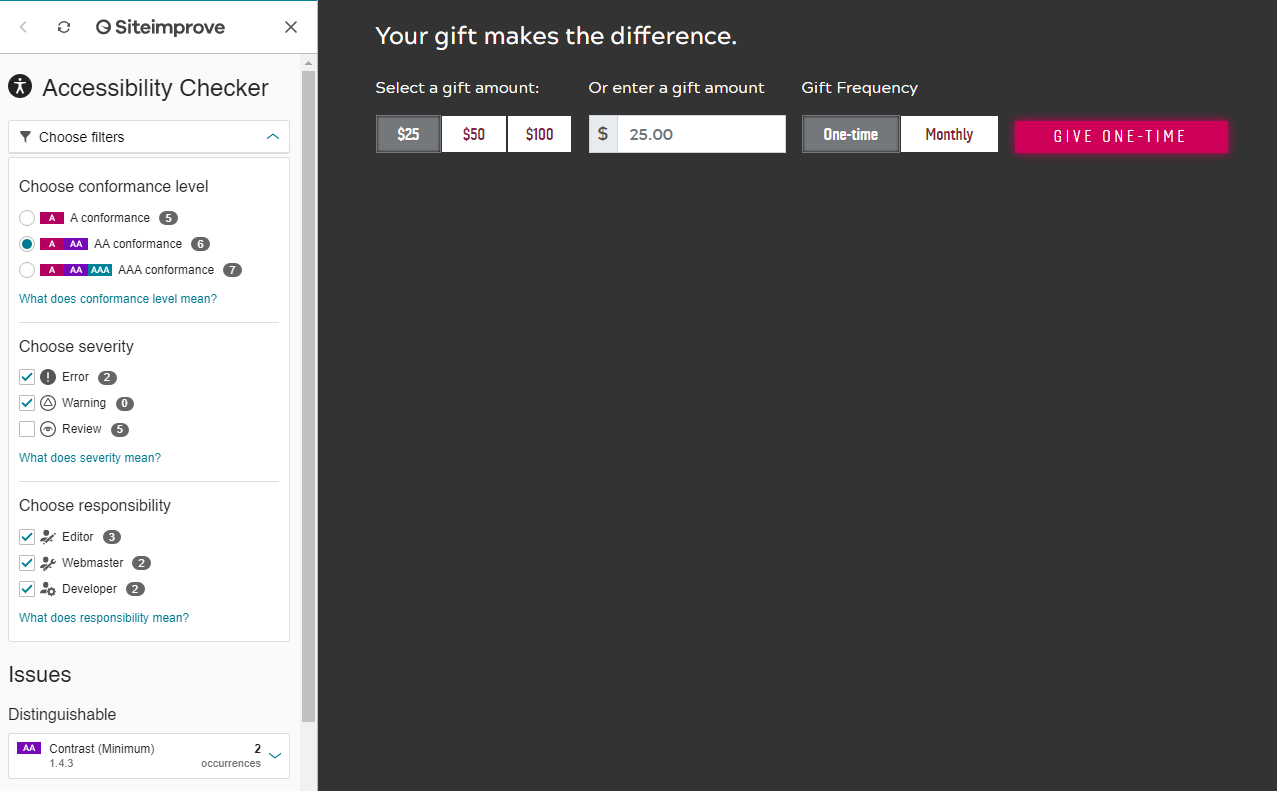 Siteimprove
Accessibility Checker
Choose filters
Choose conformance level
A A conformance 5
A AA AA conformance 6
A AA AAA AAA conformance 7
What does conformance level mean?
Choose severity
Error 2
Warning 0
Review 5
What does severity mean?
Choose responsibility
Editor 3
Webmaster 2
Developer 2
What does responsibility mean?
Issues
Distinguishable
AA Contrast (Minimum) 2
1.4.3 occurrences
Your gift makes the difference.
Select a gift amount: Or enter a gift amount Gift Frequency
$25 $50 $100 $ 25.00 One-time Monthly GIVE ONE-TIME